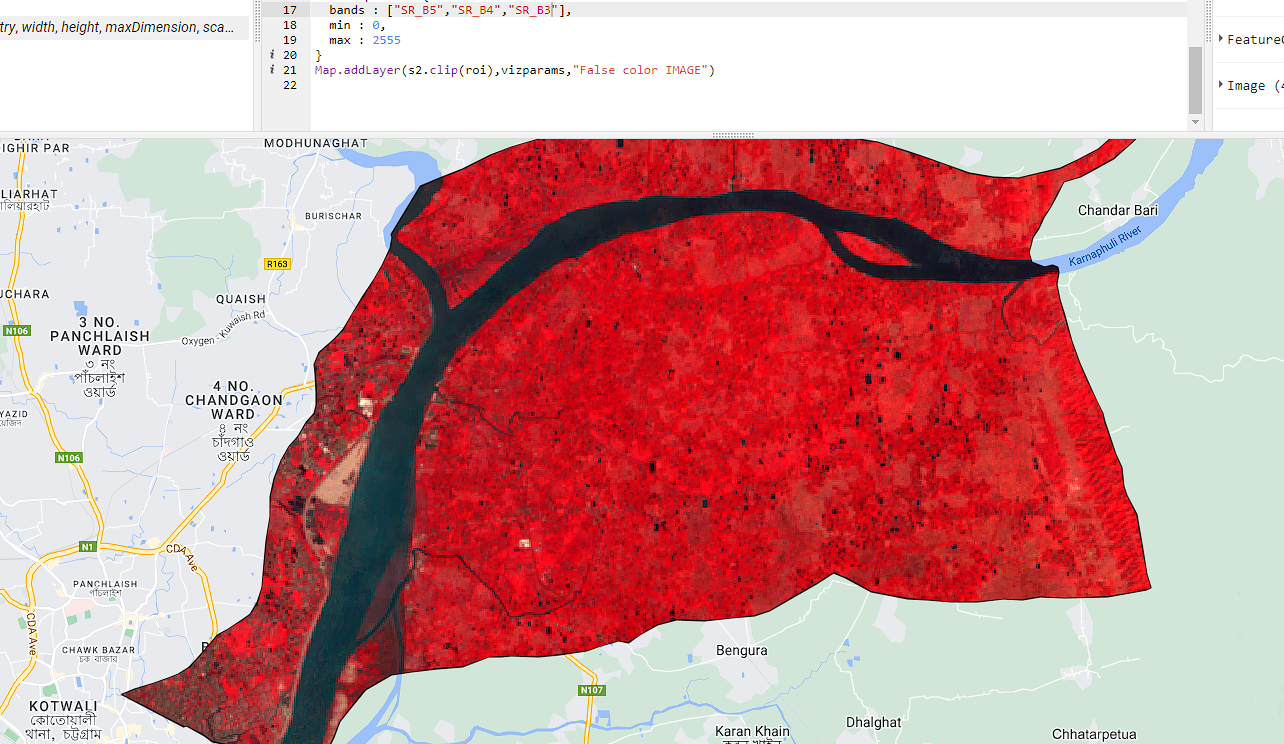 try, width, height, maxDimension, sca...
17 bands : ["SR_B5","SR_B4","SR_B3"],
18 min : 0,
19 max : 2555
i 20 }
i 21 Map.addLayer(s2.clip(roi),vizparams,"False color IMAGE")
22
Image (4
IGHIR PAR
MODHUNAGHAT
LIARHAT
BURISCHAR
Chandar Bari
Karnaphuli River
R163
UCHARA
QUAISH
Oxygen - Kuwaish Rd
N106
3 NO.
PANCHLAISH
WARD
৩ নং
পাঁচলাইশ
ওয়ার্ড
4 NO.
CHANDGAON
WARD
৪ নং
চাঁদগাও
ওয়ার্ড
YAZID
N106
N1
CDA Ave
PANCHLAISH
পাঁচলাইশ
CDA Ave
CHAWK BAZAR
চক বাজার
Bengura
N107
KOTWALI
কোতোয়ালী
থানা, চট্টগ্রাম
Karan Khain
Dhalghat
Chhatarpetua